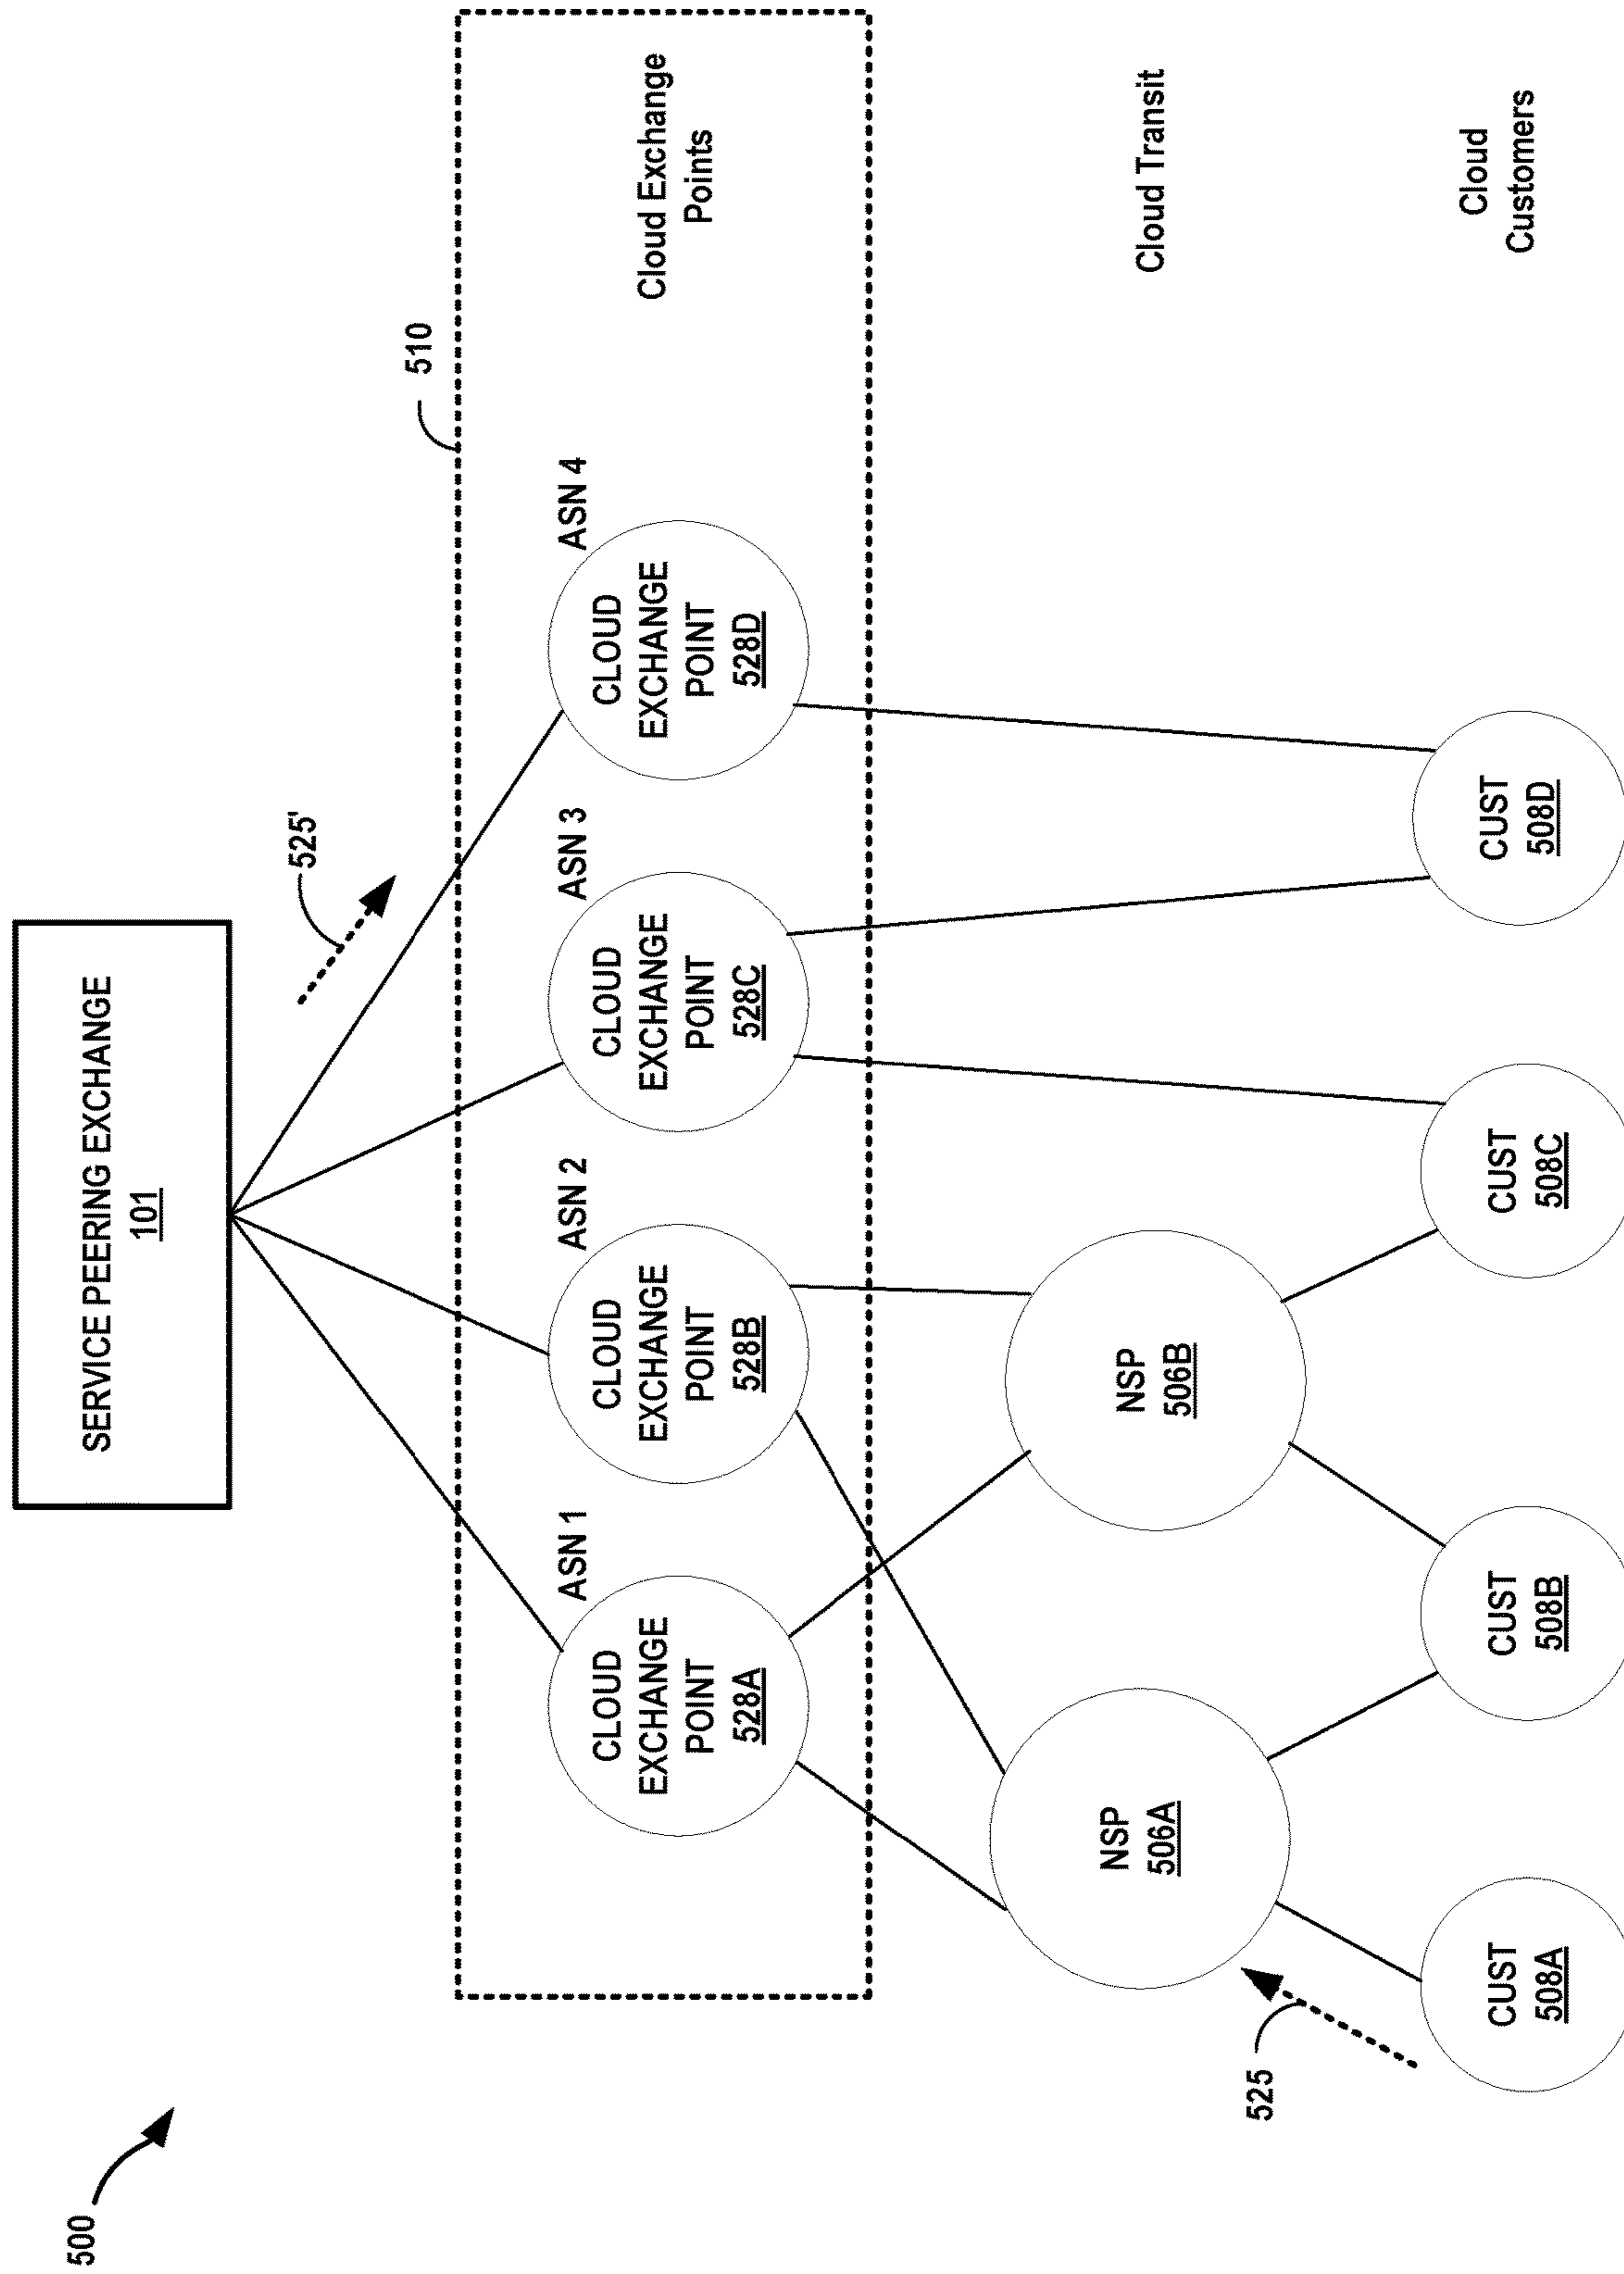 500
SERVICE PEERING EXCHANGE
101
525'
510
ASN 1
ASN 2
ASN 3
ASN 4
CLOUD
EXCHANGE
POINT
528A
CLOUD
EXCHANGE
POINT
528B
CLOUD
EXCHANGE
POINT
528C
CLOUD
EXCHANGE
POINT
528D
Cloud Exchange
Points
NSP
506A
NSP
506B
Cloud Transit
525
CUST
508A
CUST
508B
CUST
508C
CUST
508D
Cloud
Customers